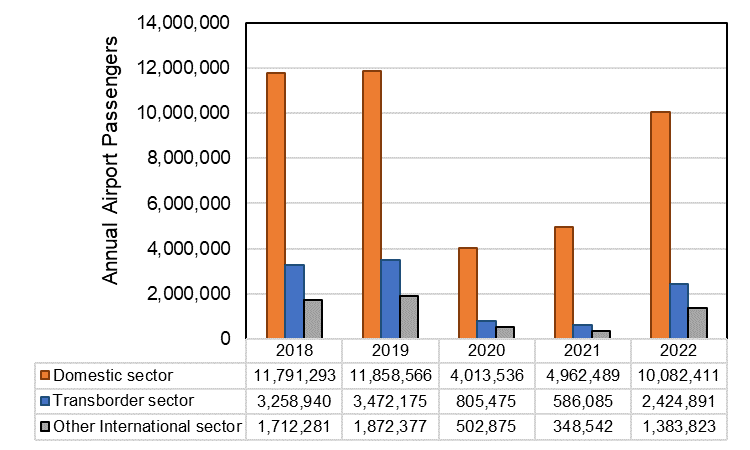 14,000,000
12,000,000
10,000,000
8,000,000
6,000,000
4,000,000
2,000,000
0
Annual Airport Passengers
2018 2019 2020 2021 2022
Domestic sector 11,791,293 11,858,566 4,013,536 4,962,489 10,082,411
Transborder sector 3,258,940 3,472,175 805,475 586,085 2,424,891
Other International sector 1,712,281 1,872,377 502,875 348,542 1,383,823